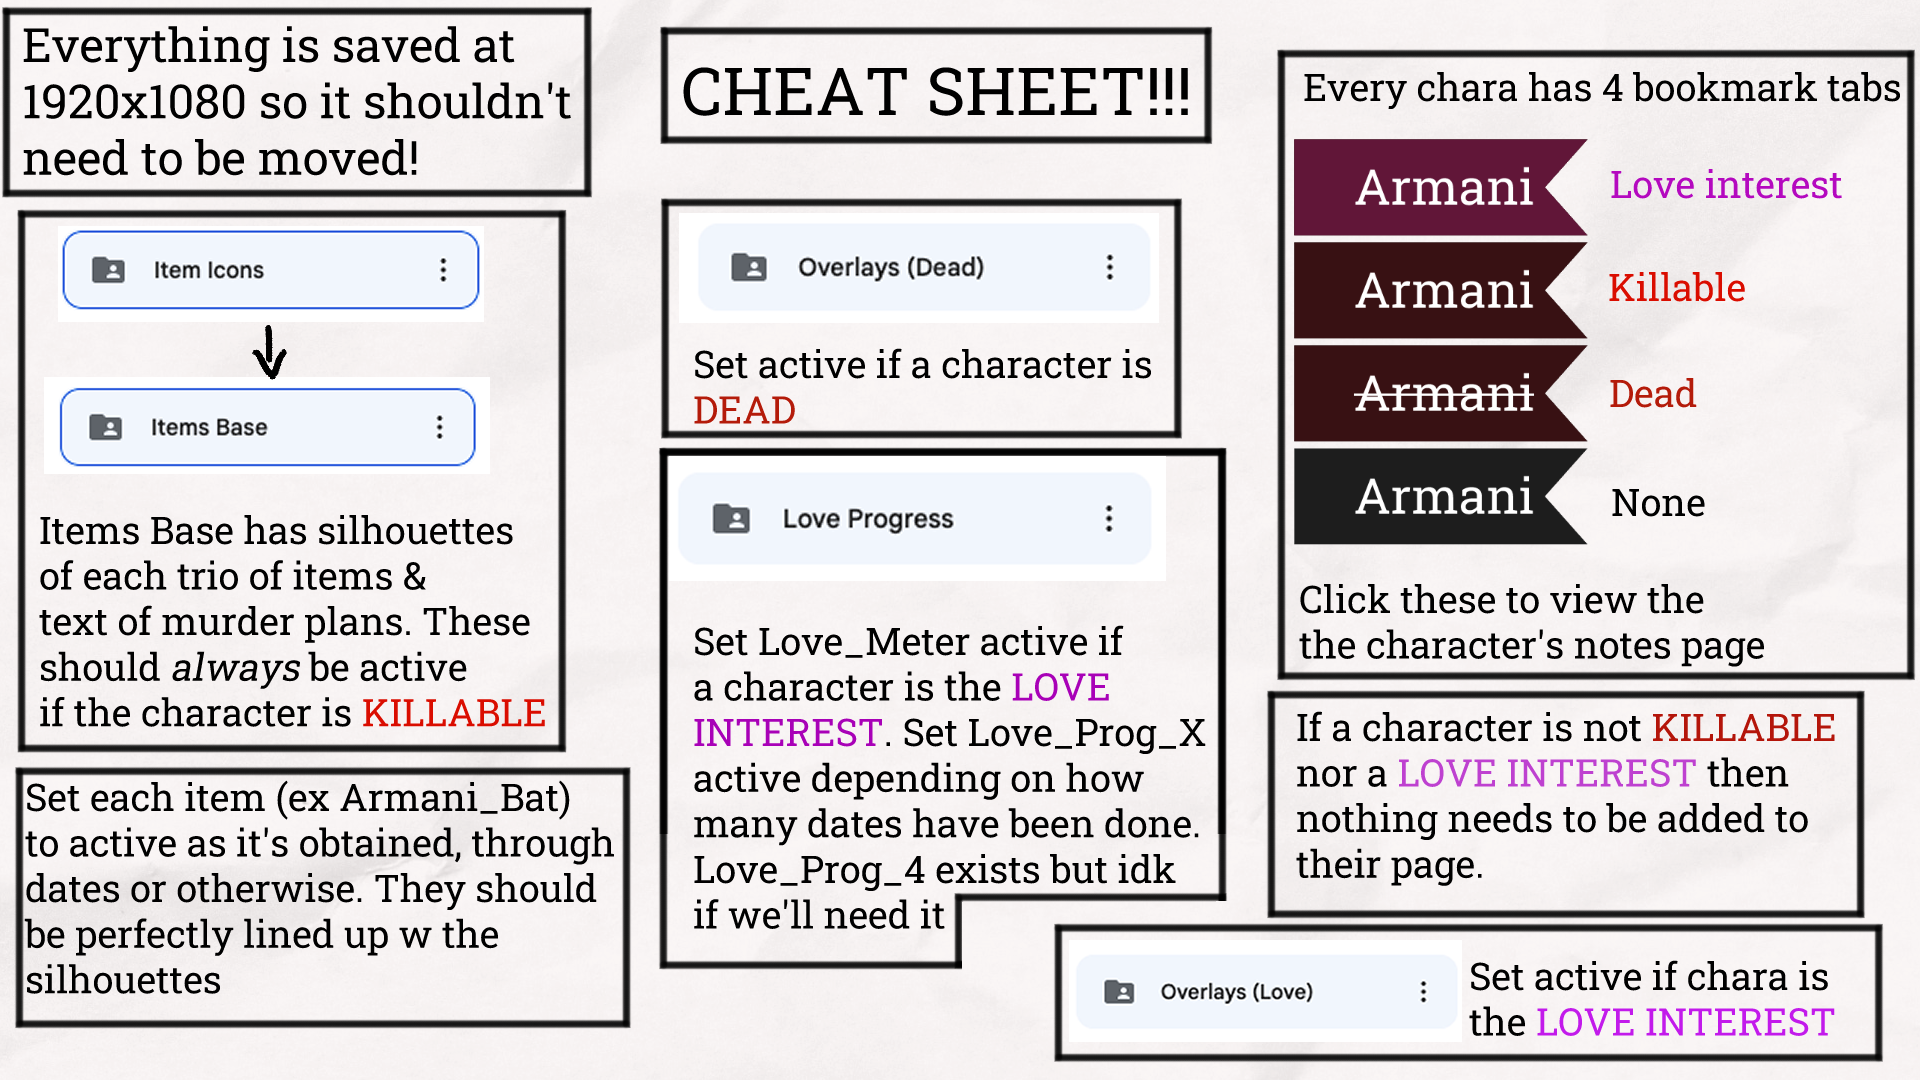 Everything is saved at
1920x1080 so it shouldn't
need to be moved!
Item Icons
Items Base
Items Base has silhouettes
of each trio of items &
text of murder plans. These
should always be active
if the character is KILLABLE
Set each item (ex Armani_Bat)
to active as it's obtained, through
dates or otherwise. They should
be perfectly lined up w the
silhouettes
CHEAT SHEET!!!
Overlays (Dead)
Set active if a character is
DEAD
Love Progress
Set Love_Meter active if
a character is the LOVE
INTEREST. Set Love_Prog_X
active depending on how
many dates have been done.
Love_Prog_4 exists but idk
if we'll need it
Every chara has 4 bookmark tabs
Armani Love interest
Armani Killable
Armani Dead
Armani None
Click these to view the
the character's notes page
If a character is not KILLABLE
nor a LOVE INTEREST then
nothing needs to be added to
their page.
Overlays (Love)
Set active if chara is
the LOVE INTEREST